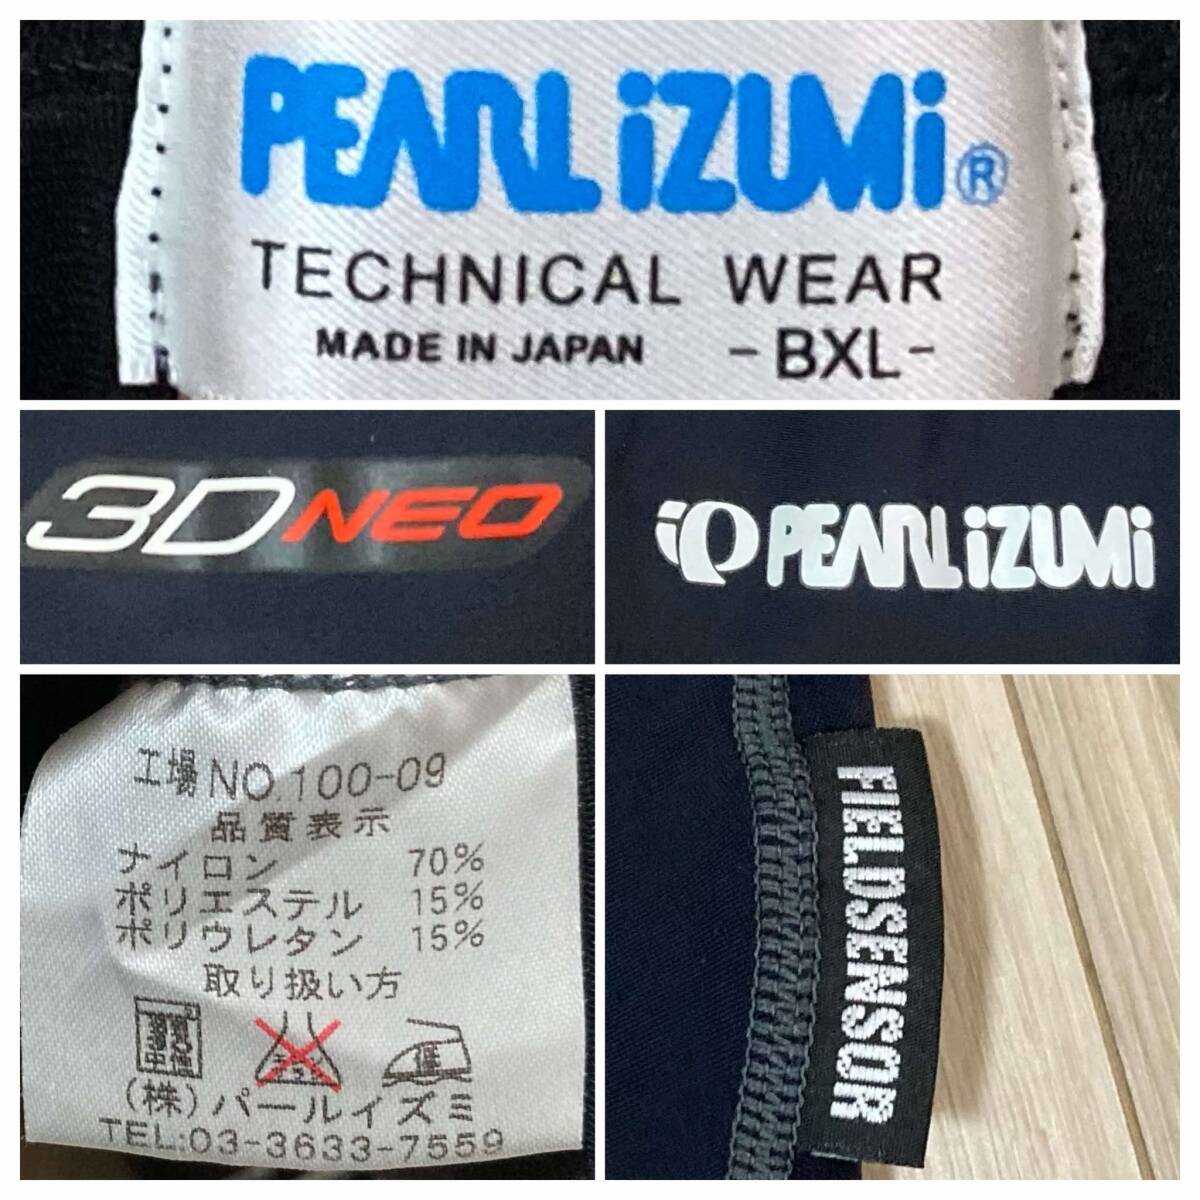 PEARL iZUMi®
TECHNICAL WEAR
MADE IN JAPAN -BXL-
3D NEO
PEARL iZUMi
工場NO.100-09
品質表示
ナイロン 70%
ポリエステル 15%
ポリウレタン 15%
取り扱い方
低
(株)パールイズミ
TEL:03-3633-7559
FIELDSENSOR